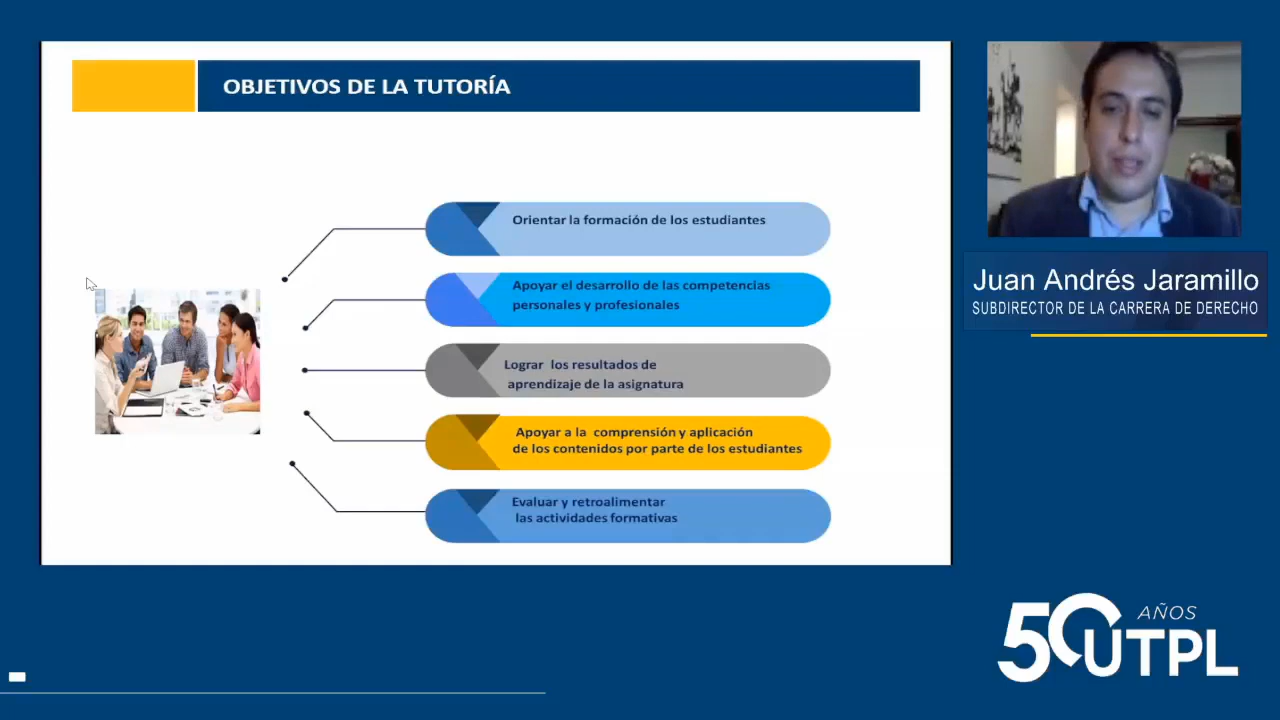 OBJETIVOS DE LA TUTORÍA
Orientar la formación de los estudiantes
Apoyar el desarrollo de las competencias
personales y profesionales
Lograr los resultados de
aprendizaje de la asignatura
Apoyar a la comprensión y aplicación
de los contenidos por parte de los estudiantes
Evaluar y retroalimentar
las actividades formativas
Juan Andrés Jaramillo
SUBDIRECTOR DE LA CARRERA DE DERECHO
50 AÑOS
UTPL